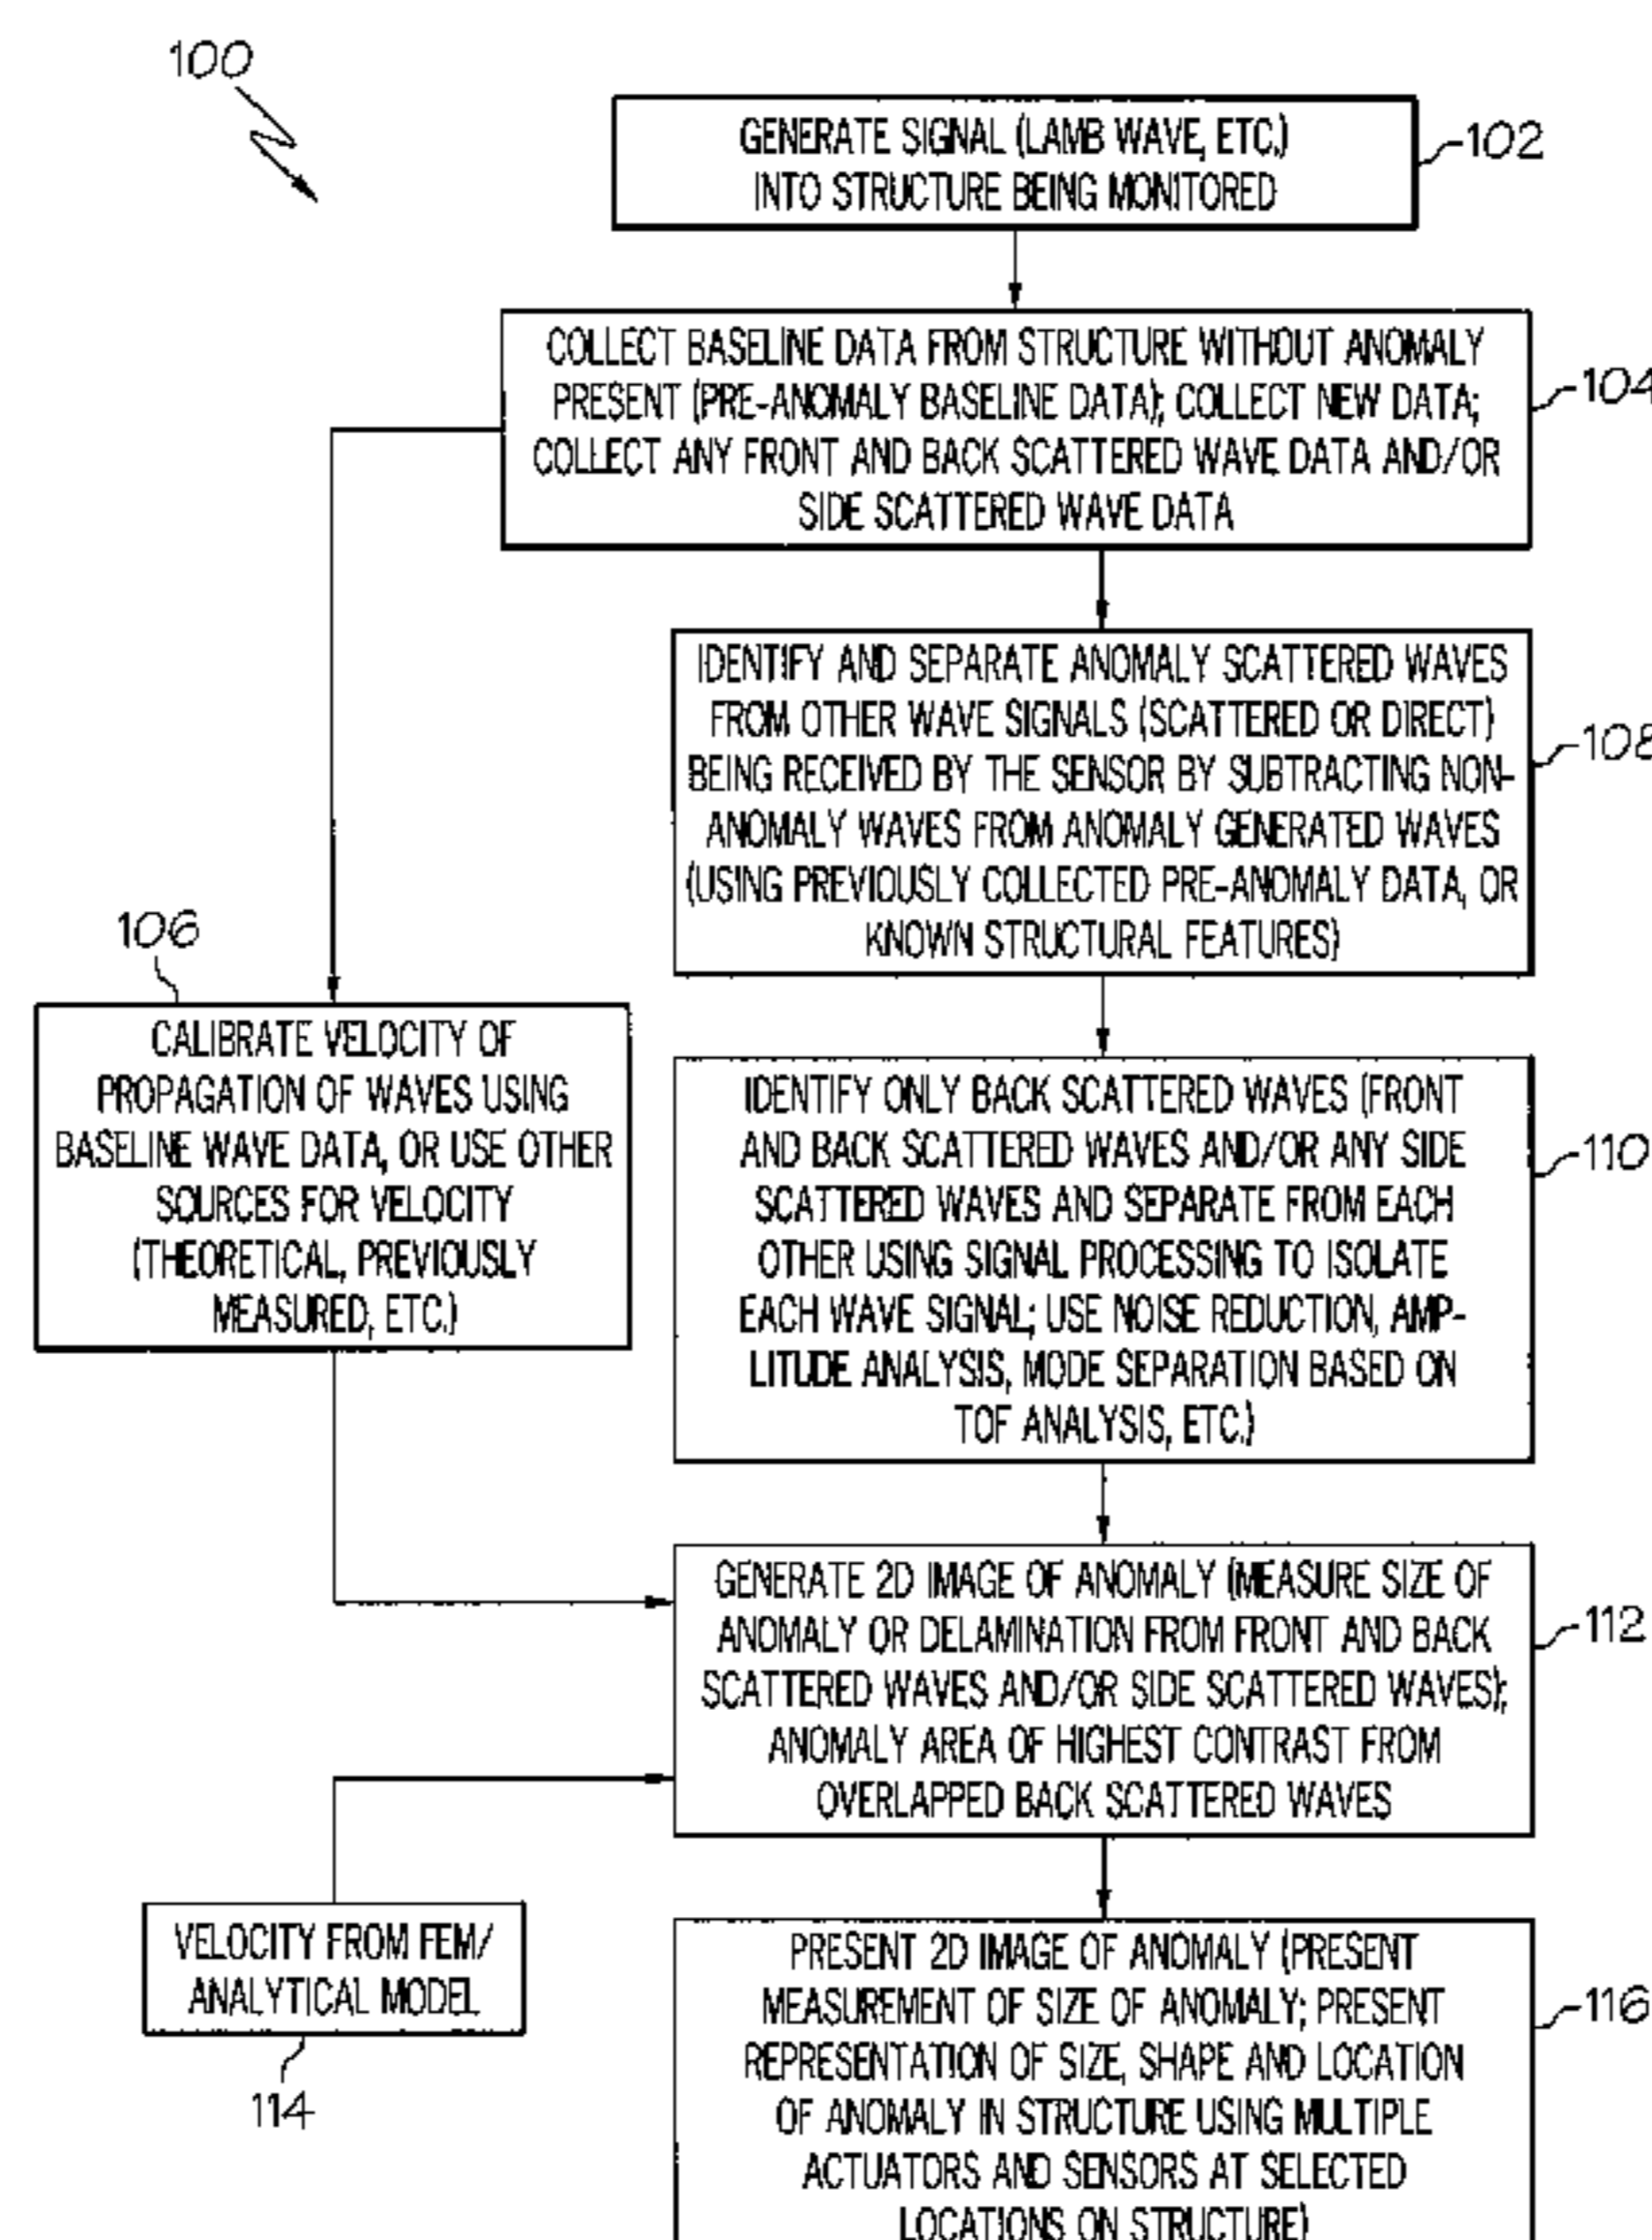 100
GENERATE SIGNAL (LAMB WAVE, ETC.)
INTO STRUCTURE BEING MONITORED
102
COLLECT BASELINE DATA FROM STRUCTURE WITHOUT ANOMALY
PRESENT (PRE-ANOMALY BASELINE DATA); COLLECT NEW DATA;
COLLECT ANY FRONT AND BACK SCATTERED WAVE DATA AND/OR
SIDE SCATTERED WAVE DATA
104
IDENTIFY AND SEPARATE ANOMALY SCATTERED WAVES
FROM OTHER WAVE SIGNALS (SCATTERED OR DIRECT)
BEING RECEIVED BY THE SENSOR BY SUBTRACTING NON-
ANOMALY WAVES FROM ANOMALY GENERATED WAVES
(USING PREVIOUSLY COLLECTED PRE-ANOMALY DATA, OR
KNOWN STRUCTURAL FEATURES)
108
106
CALIBRATE VELOCITY OF
PROPAGATION OF WAVES USING
BASELINE WAVE DATA, OR USE OTHER
SOURCES FOR VELOCITY
(THEORETICAL, PREVIOUSLY
MEASURED, ETC.)
IDENTIFY ONLY BACK SCATTERED WAVES (FRONT
AND BACK SCATTERED WAVES AND/OR ANY SIDE
SCATTERED WAVES AND SEPARATE FROM EACH
OTHER USING SIGNAL PROCESSING TO ISOLATE
EACH WAVE SIGNAL; USE NOISE REDUCTION, AMP-
LITUDE ANALYSIS, MODE SEPARATION BASED ON
TOF ANALYSIS, ETC.)
110
GENERATE 2D IMAGE OF ANOMALY (MEASURE SIZE OF
ANOMALY OR DELAMINATION FROM FRONT AND BACK
SCATTERED WAVES AND/OR SIDE SCATTERED WAVES);
ANOMALY AREA OF HIGHEST CONTRAST FROM
OVERLAPPED BACK SCATTERED WAVES
112
VELOCITY FROM FEM/
ANALYTICAL MODEL
114
PRESENT 2D IMAGE OF ANOMALY (PRESENT
MEASUREMENT OF SIZE OF ANOMALY; PRESENT
REPRESENTATION OF SIZE, SHAPE AND LOCATION
OF ANOMALY IN STRUCTURE USING MULTIPLE
ACTUATORS AND SENSORS AT SELECTED
LOCATIONS ON STRUCTURE)
116